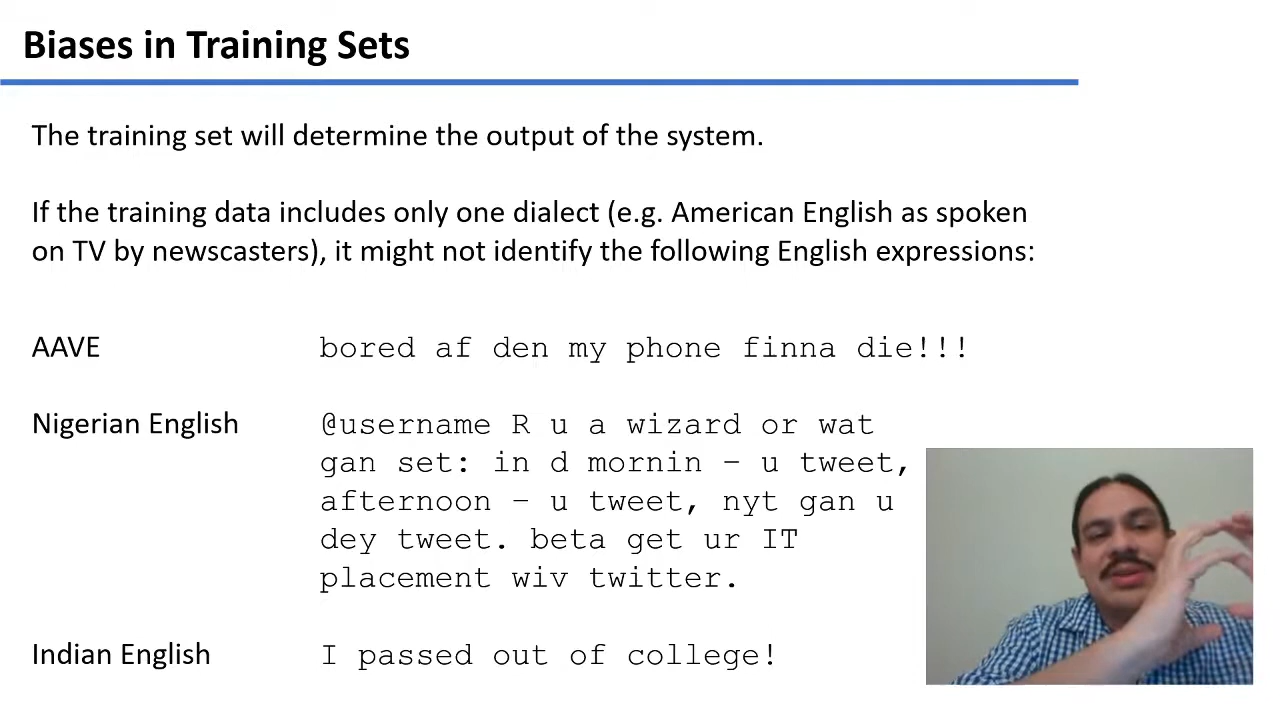 Biases in Training Sets
The training set will determine the output of the system.
If the training data includes only one dialect (e.g. American English as spoken
on TV by newscasters), it might not identify the following English expressions:
AAVE bored af den my phone finna die!!!
Nigerian English @username R u a wizard or wat
gan set: in d mornin – u tweet,
afternoon – u tweet, nyt gan u
dey tweet. beta get ur IT
placement wiv twitter.
Indian English I passed out of college!